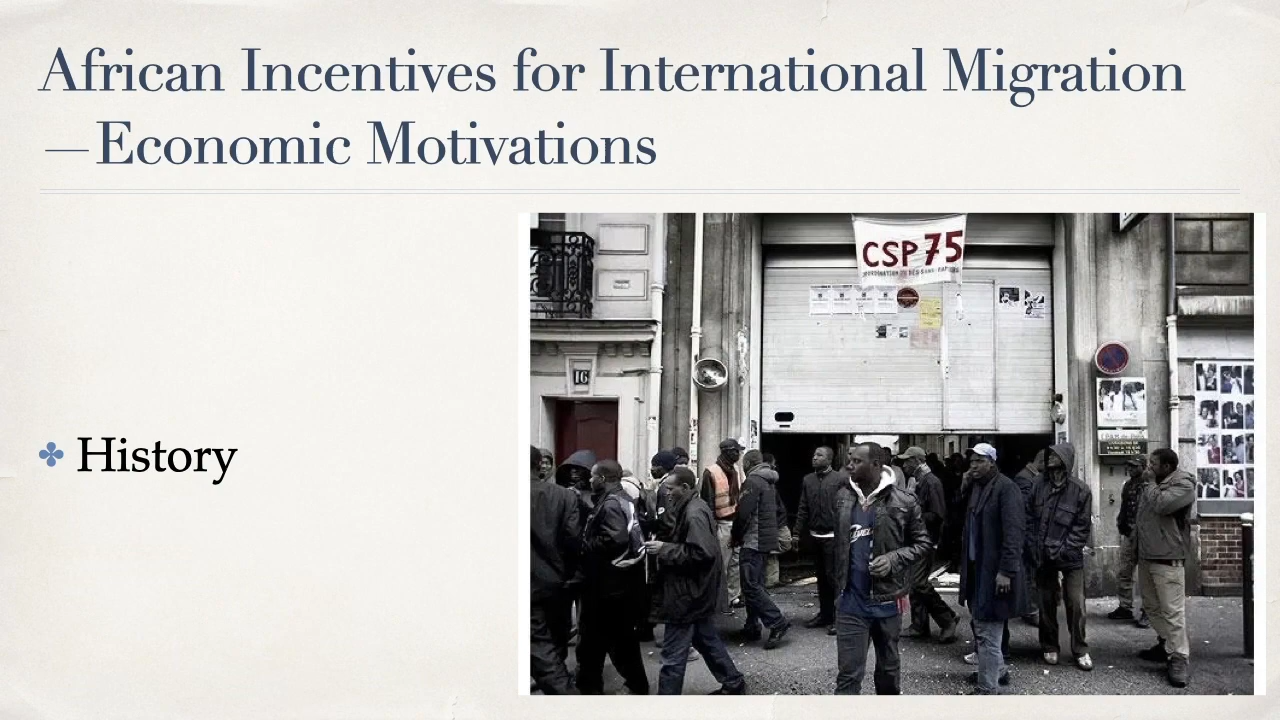 African Incentives for International Migration
—Economic Motivations
History
CSP 75
16